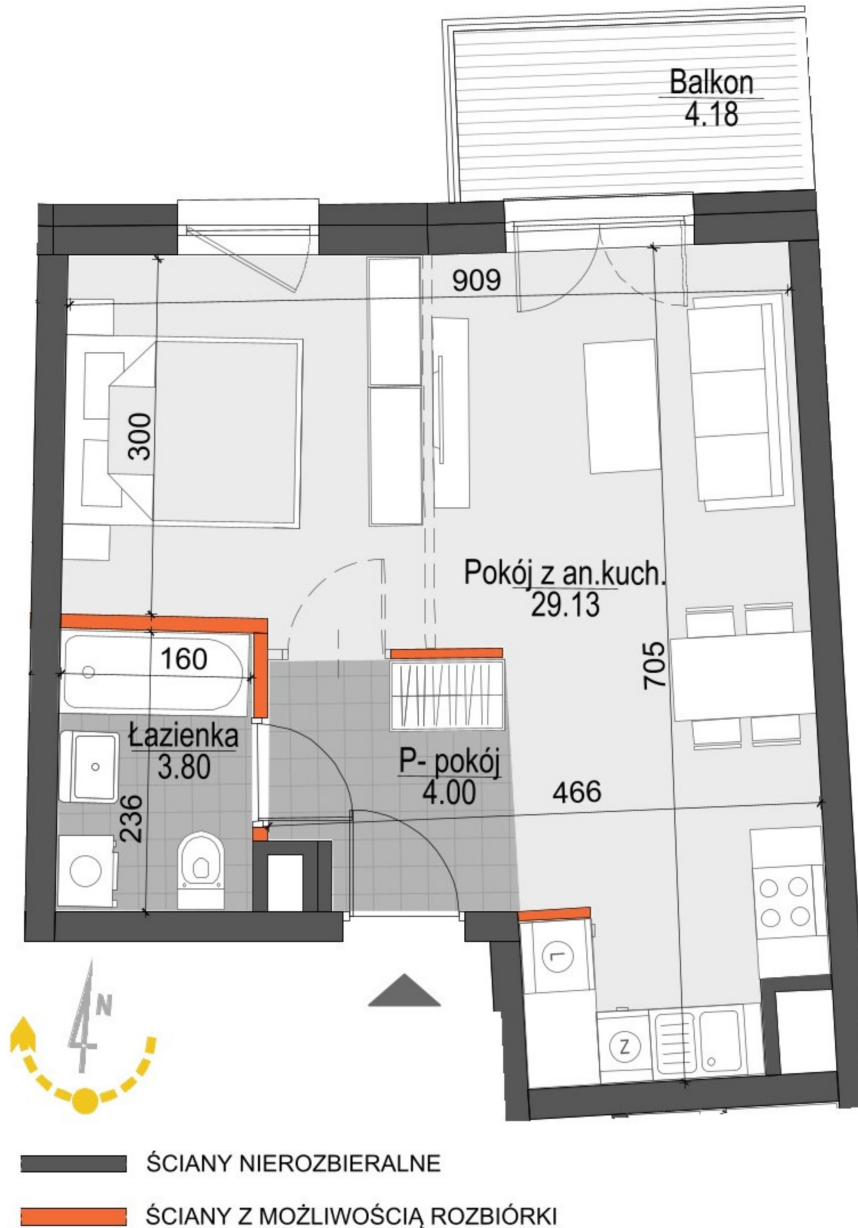 Balkon
4.18
909
300
Pokój z an.kuch.
29.13
160
705
Łazienka
3.80
P- pokój
4.00
466
236
L
N
Z
ŚCIANY NIEROZBIERALNE
ŚCIANY Z MOŻLIWOŚCIĄ ROZBIÓRKI